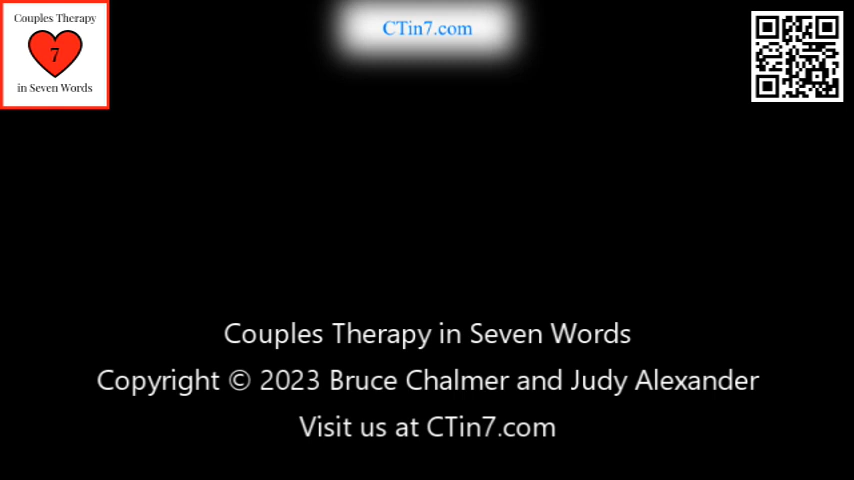 Couples Therapy
7
in Seven Words
CTin7.com
Couples Therapy in Seven Words
Copyright © 2023 Bruce Chalmer and Judy Alexander
Visit us at CTin7.com